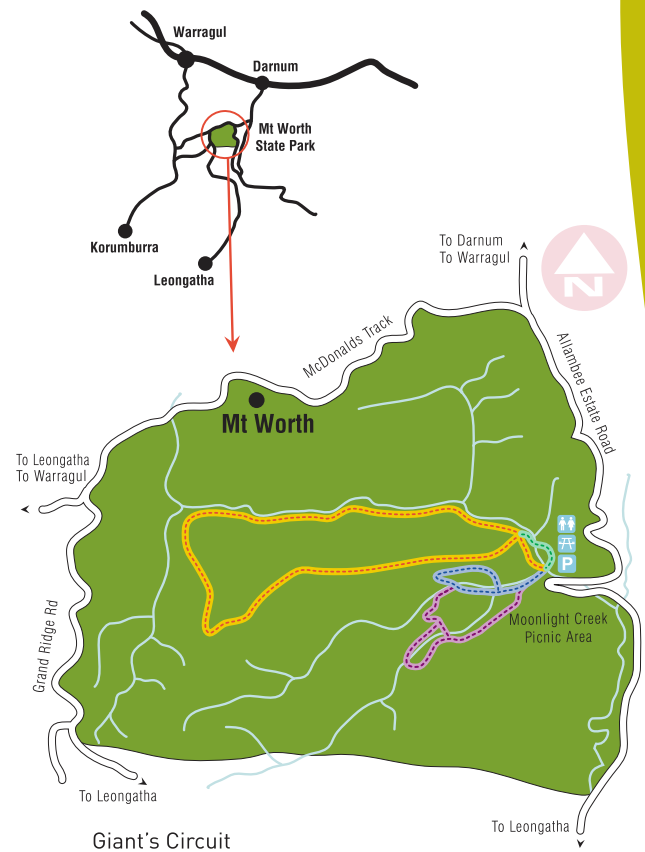 Warragul
Darnum
Mt Worth
State Park
Korumburra
Leongatha
To Darnum
To Warragul
N
McDonalds Track
Allambee Estate Road
Mt Worth
To Leongatha
To Warragul
P
Moonlight Creek
Picnic Area
Grand Ridge Rd
To Leongatha
To Leongatha
Giant's Circuit